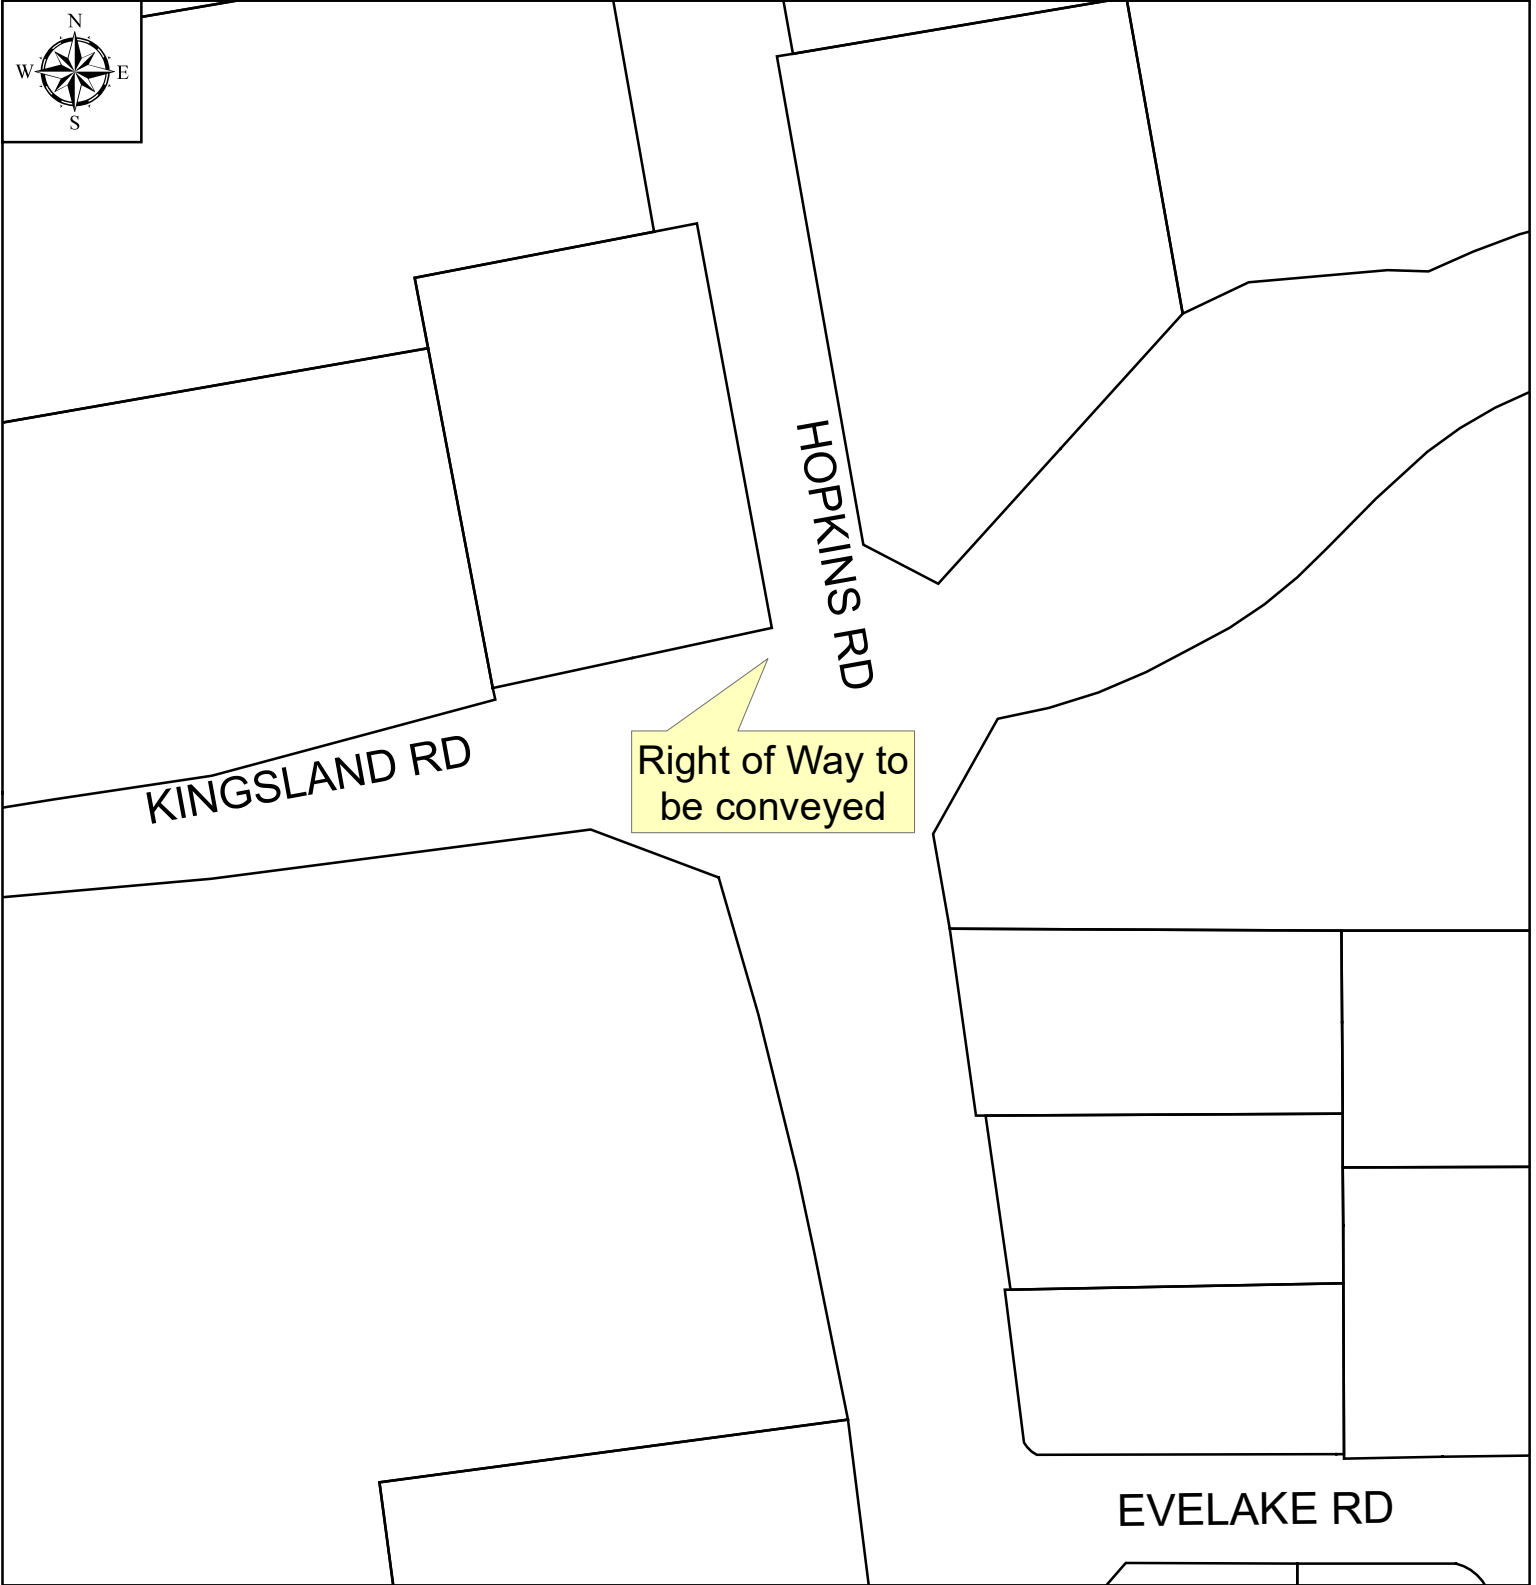 N
W E
S
HOPKINS RD
KINGSLAND RD
Right of Way to
be conveyed
EVELAKE RD